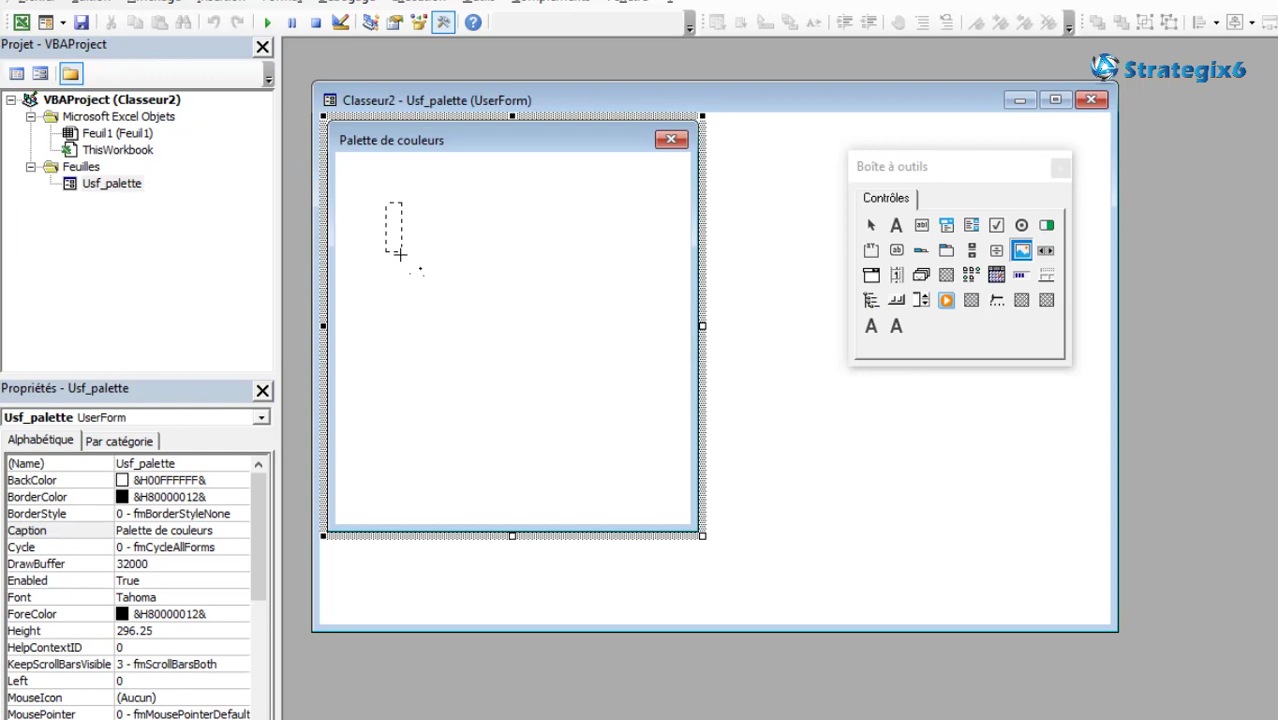 Projet - VBAProject
VBAProject (Classeur2)
Microsoft Excel Objets
Feuil1 (Feuil1)
ThisWorkbook
Feuilles
Usf_palette
Strategix6
Classeur2 - Usf_palette (UserForm)
Palette de couleurs
Boîte à outils
Contrôles
Propriétés - Usf_palette
Usf_palette UserForm
Alphabétique Par catégorie
(Name) Usf_palette
BackColor &H00FFFFFF&
BorderColor &H80000012&
BorderStyle 0 - fmBorderStyleNone
Caption Palette de couleurs
Cycle 0 - fmCycleAllForms
DrawBuffer 32000
Enabled True
Font Tahoma
ForeColor &H80000012&
Height 296.25
HelpContextID 0
KeepScrollBarsVisible 3 - fmScrollBarsBoth
Left 0
MouseIcon (Aucun)
MousePointer 0 - fmMousePointerDefault